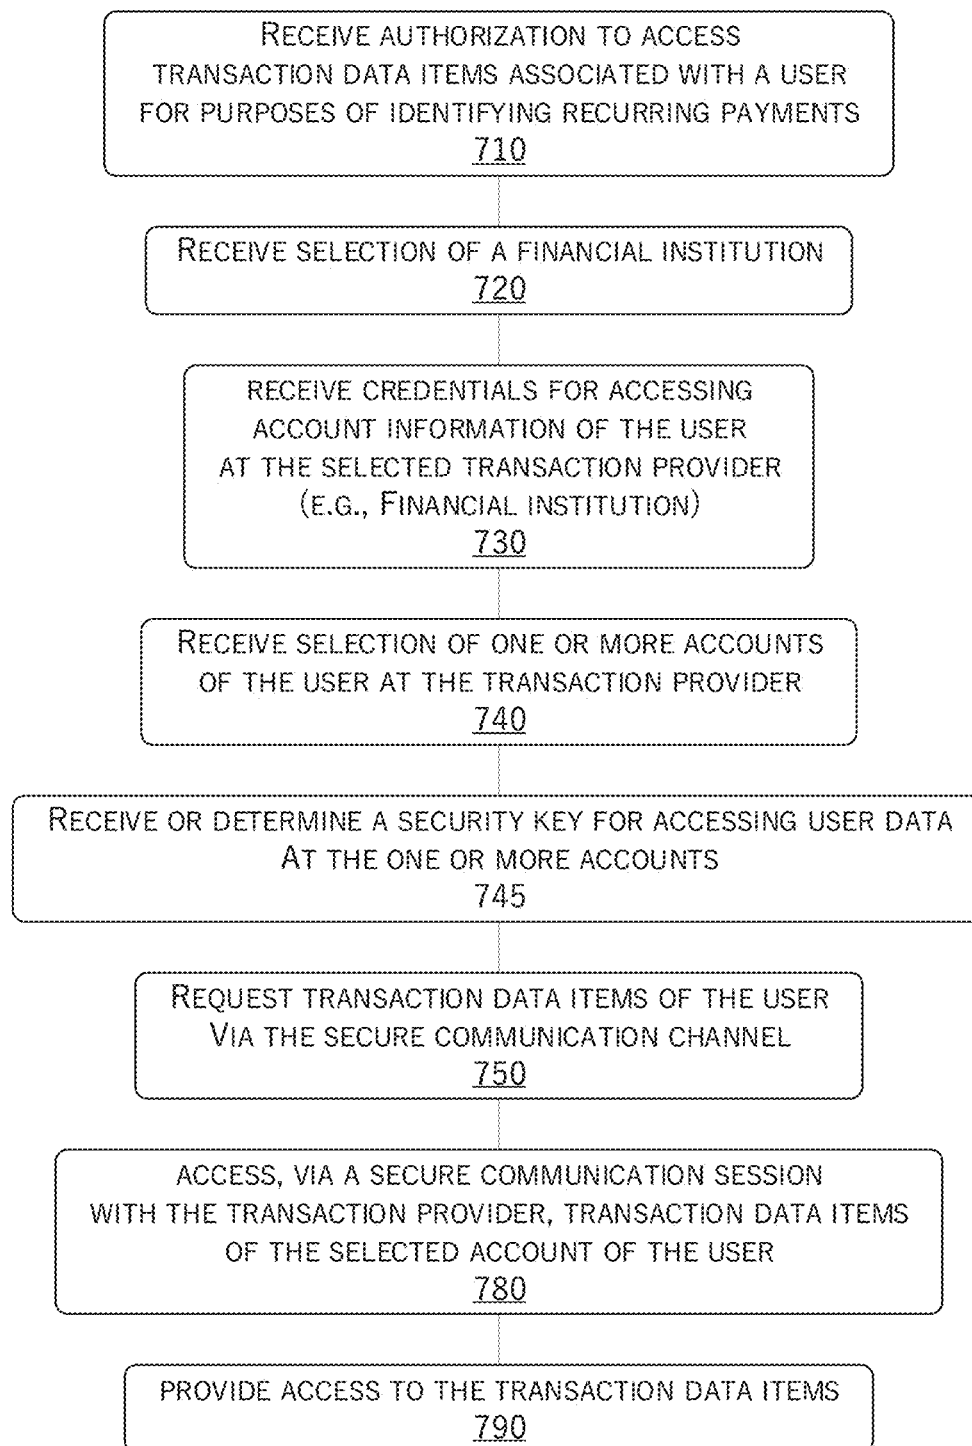 RECEIVE AUTHORIZATION TO ACCESS
TRANSACTION DATA ITEMS ASSOCIATED WITH A USER
FOR PURPOSES OF IDENTIFYING RECURRING PAYMENTS
710
RECEIVE SELECTION OF A FINANCIAL INSTITUTION
720
RECEIVE CREDENTIALS FOR ACCESSING
ACCOUNT INFORMATION OF THE USER
AT THE SELECTED TRANSACTION PROVIDER
(E.G., FINANCIAL INSTITUTION)
730
RECEIVE SELECTION OF ONE OR MORE ACCOUNTS
OF THE USER AT THE TRANSACTION PROVIDER
740
RECEIVE OR DETERMINE A SECURITY KEY FOR ACCESSING USER DATA
AT THE ONE OR MORE ACCOUNTS
745
REQUEST TRANSACTION DATA ITEMS OF THE USER
VIA THE SECURE COMMUNICATION CHANNEL
750
ACCESS, VIA A SECURE COMMUNICATION SESSION
WITH THE TRANSACTION PROVIDER, TRANSACTION DATA ITEMS
OF THE SELECTED ACCOUNT OF THE USER
780
PROVIDE ACCESS TO THE TRANSACTION DATA ITEMS
790